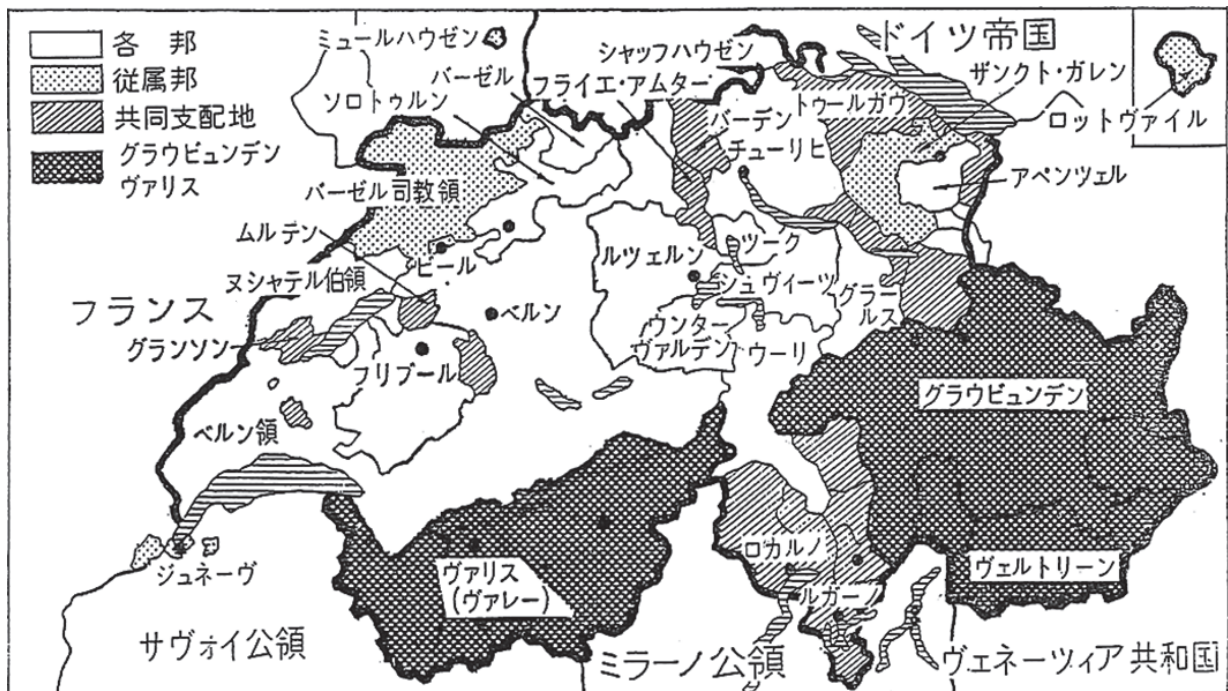 各邦
従属邦
共同支配地
グラウビュンデン
ヴァリス
ミュールハウゼン
バーゼル
ソロトゥルン
シャッフハウゼン
フライエ・アムター
ドイツ帝国
ザンクト・ガレン
ロットヴァイル
トゥールガウ
バーデン
チューリヒ
アペンツェル
バーゼル司教領
ムルテン
ビール
ヌシャテル伯領
フランス
グランソン
ベルン
フリブール
ルツェルン
ツーク
シュヴィーツ
グラー
ルス
ウンター
ヴァルデン
ウーリ
グラウビュンデン
ベルン領
ジュネーヴ
ヴァリス
(ヴァレー)
ロカルノ
ルガーノ
ヴェルトリーン
サヴォイ公領
ミラーノ公領
ヴェネーツィア共和国